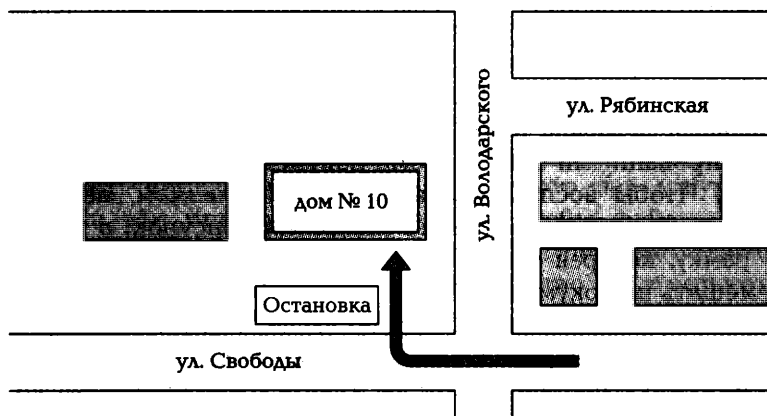 ул. Рябинская
ул. Володарского
дом № 10
Остановка
ул. Свободы